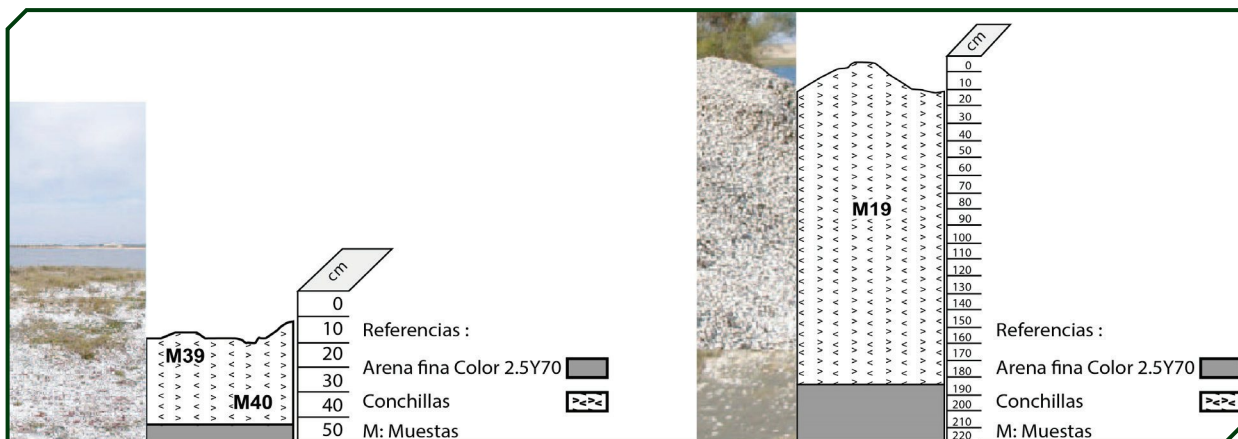 cm
0
10
20
30
40
50
M39
M40
Referencias :
Arena fina Color 2.5Y70
Conchillas
M: Muestas
cm
0
10
20
30
40
50
60
70
80
90
100
110
120
130
140
150
160
170
180
190
200
210
220
M19
Referencias :
Arena fina Color 2.5Y70
Conchillas
M: Muestas